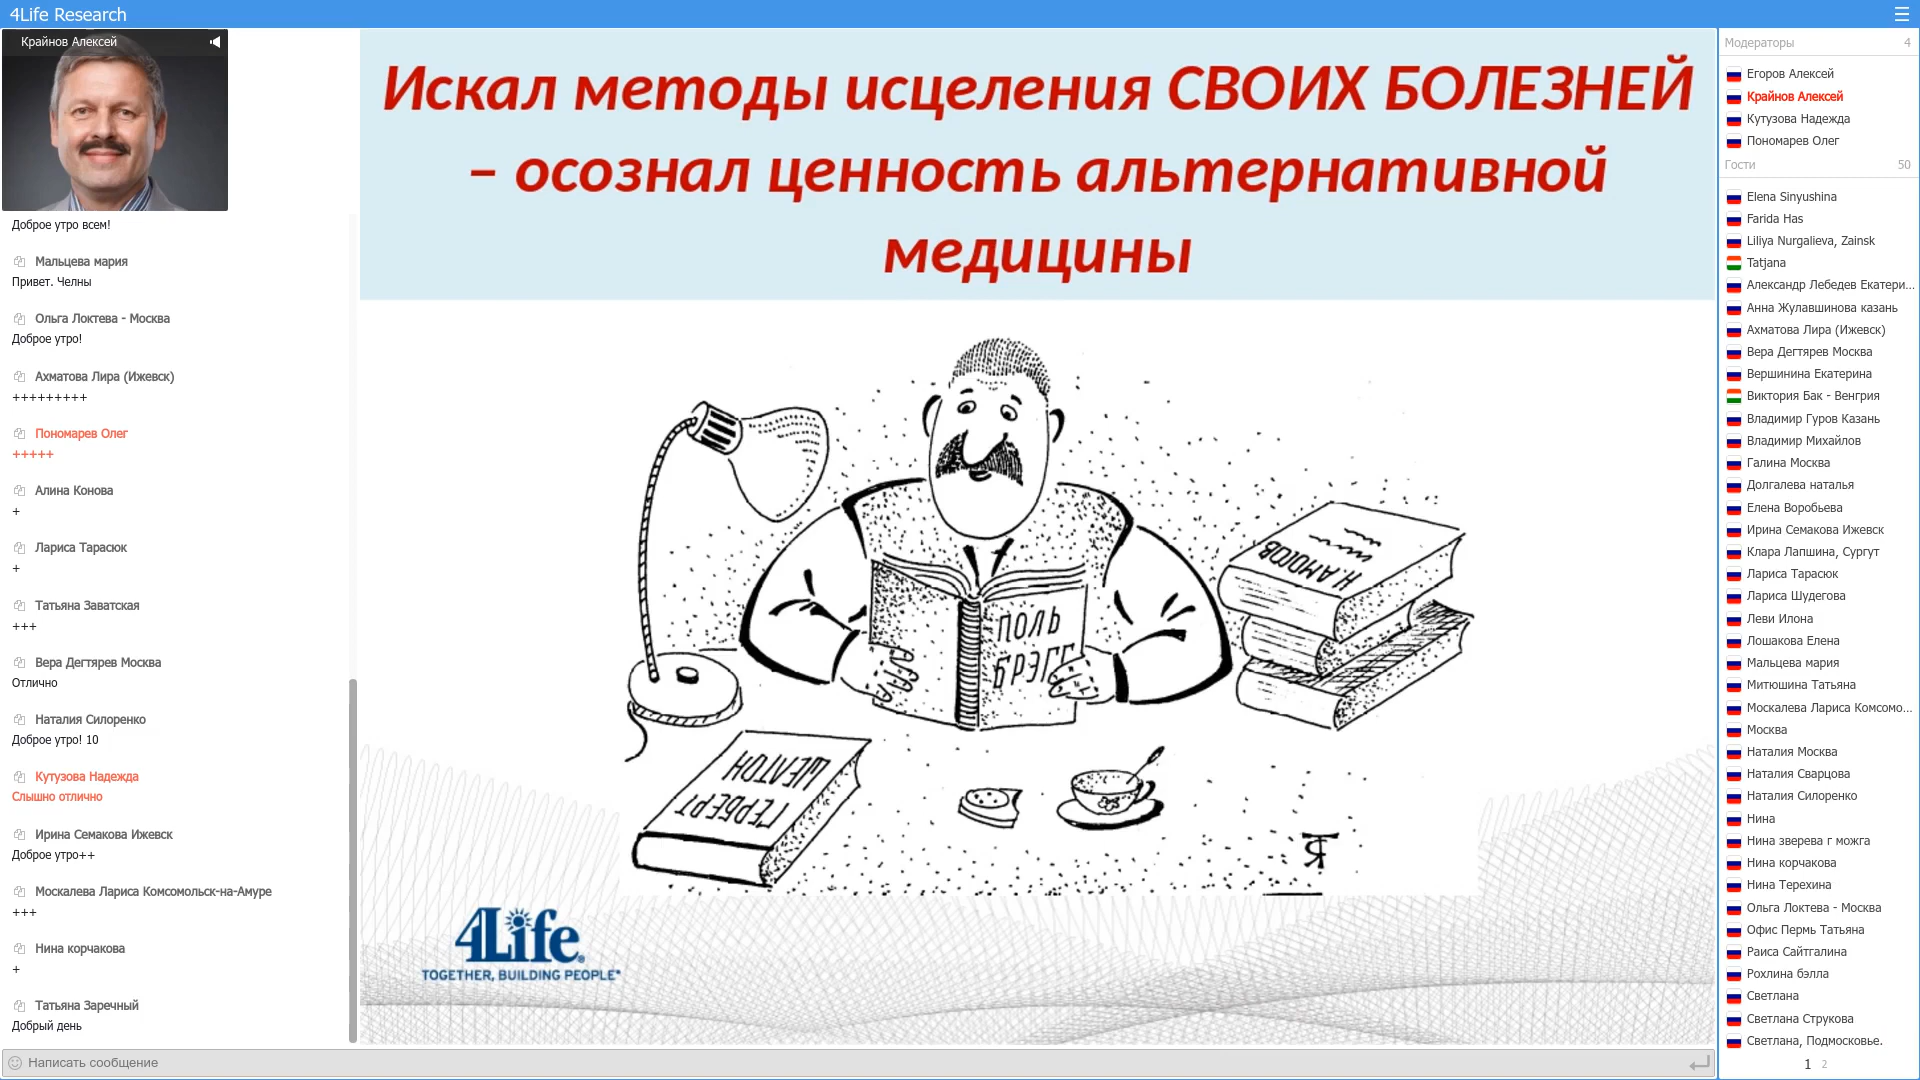 4Life Research
Крайнов Алексей
Доброе утро всем!
Мальцева мария
Привет. Челны
Ольга Локтева - Москва
Доброе утро!
Ахматова Лира (Ижевск)
+++++++++
Пономарев Олег
+++++
Алина Конова
+
Лариса Тарасюк
+
Татьяна Заватская
+++
Вера Дегтярев Москва
Отлично
Наталия Силоренко
Доброе утро! 10
Кутузова Надежда
Слышно отлично
Ирина Семакова Ижевск
Доброе утро++
Москалева Лариса Комсомольск-на-Амуре
+++
Нина корчакова
+
Татьяна Заречный
Добрый день
Написать сообщение
Искал методы исцеления СВОИХ БОЛЕЗНЕЙ
– осознал ценность альтернативной
медицины
Н.АМОСОВ
ПОЛЬ
БРЭГГ
ГЕРБЕРТ
ШЕЛТОН
4Life®
TOGETHER, BUILDING PEOPLE
Модераторы 4
Егоров Алексей
Крайнов Алексей
Кутузова Надежда
Пономарев Олег
Гости 50
Elena Sinyushina
Farida Has
Liliya Nurgalieva, Zainsk
Tatjana
Александр Лебедев Екатери...
Анна Жулавшинова казань
Ахматова Лира (Ижевск)
Вера Дегтярев Москва
Вершинина Екатерина
Виктория Бак - Венгрия
Владимир Гуров Казань
Владимир Михайлов
Галина Москва
Долгалева наталья
Елена Воробьева
Ирина Семакова Ижевск
Клара Лапшина, Сургут
Лариса Тарасюк
Лариса Шудегова
Леви Илона
Лошакова Елена
Мальцева мария
Митюшина Татьяна
Москалева Лариса Комсомо...
Москва
Наталия Москва
Наталия Сварцова
Наталия Силоренко
Нина
Нина зверева г можга
Нина корчакова
Нина Терехина
Ольга Локтева - Москва
Офис Пермь Татьяна
Раиса Сайтгалина
Рохлина бэлла
Светлана
Светлана Струкова
Светлана, Подмосковье.
1 2